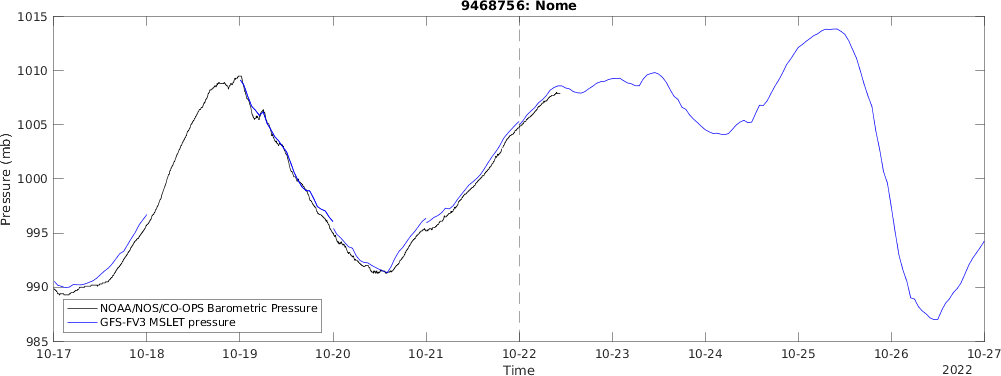 9468756: Nome
1015
1010
1005
1000
995
990
985
Pressure (mb)
NOAA/NOS/CO-OPS Barometric Pressure
GFS-FV3 MSLET pressure
10-17 10-18 10-19 10-20 10-21 10-22 10-23 10-24 10-25 10-26 10-27
Time
2022